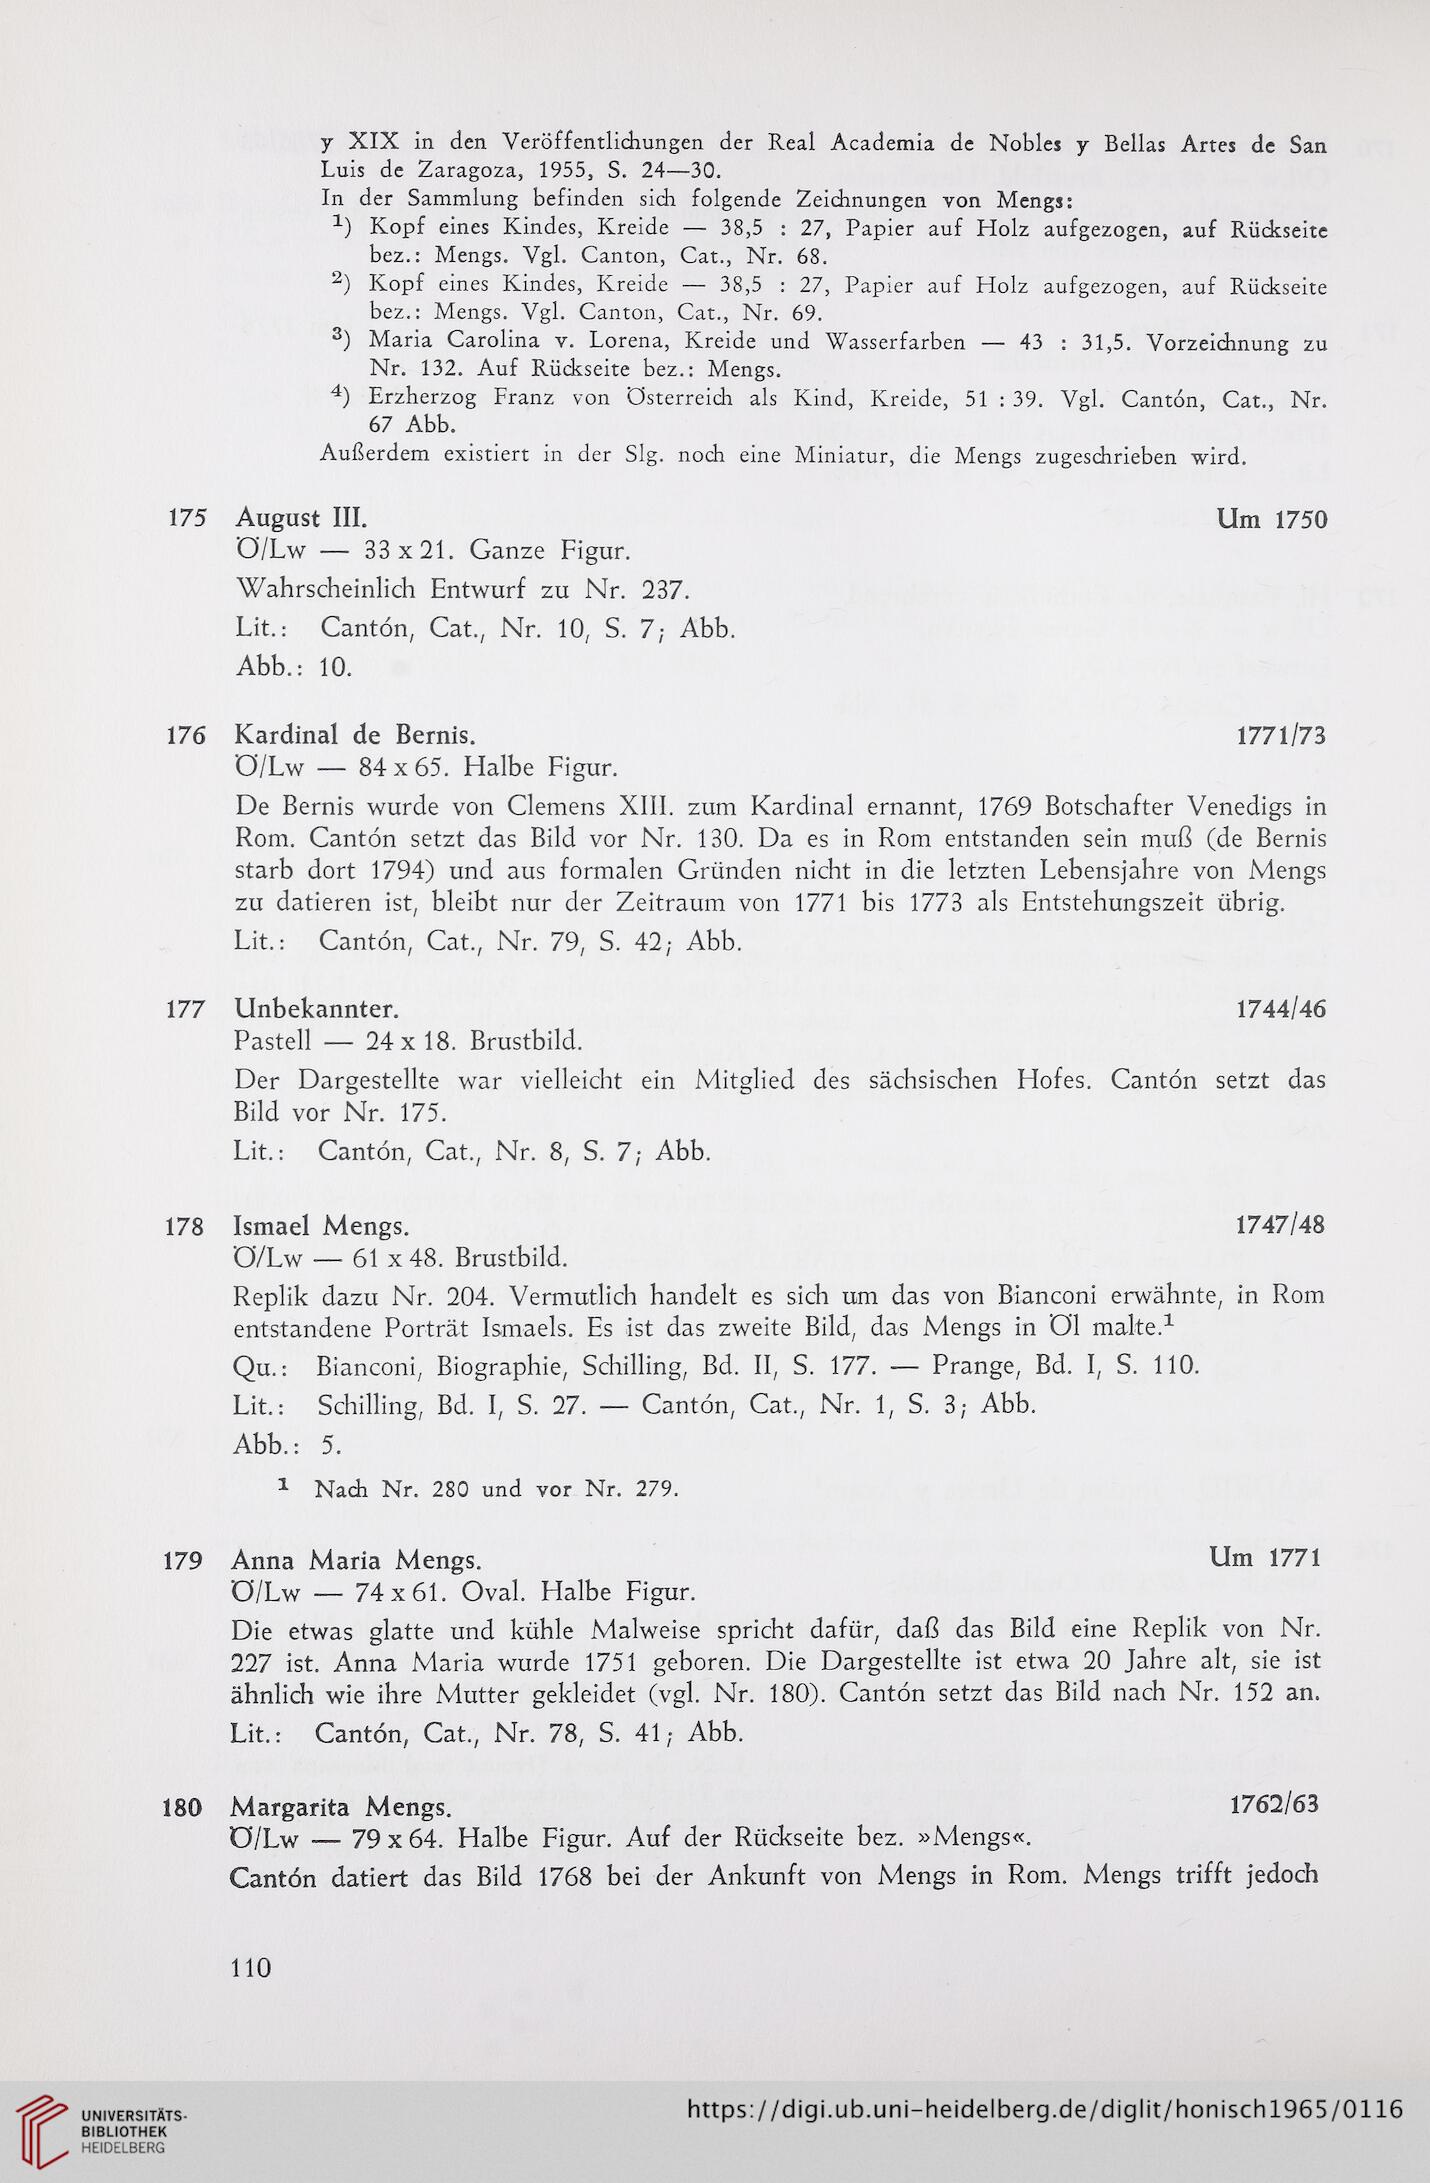 y XIX in den Veröffentlichungen der Real Academia de Nobles y Bellas Artes de San
Luis de Zaragoza, 1955, S. 24—30.
In der Sammlung befinden sich folgende Zeichnungen von Mengs:
¹) Kopf eines Kindes, Kreide — 38,5 : 27, Papier auf Holz aufgezogen, auf Rückseite
bez.: Mengs. Vgl. Canton, Cat., Nr. 68.
²) Kopf eines Kindes, Kreide — 38,5 : 27, Papier auf Holz aufgezogen, auf Rückseite
bez.: Mengs. Vgl. Canton, Cat., Nr. 69.
³) Maria Carolina v. Lorena, Kreide und Wasserfarben — 43 : 31,5. Vorzeichnung zu
Nr. 132. Auf Rückseite bez.: Mengs.
⁴) Erzherzog Franz von Österreich als Kind, Kreide, 51 : 39. Vgl. Cantón, Cat., Nr.
67 Abb.
Außerdem existiert in der Slg. noch eine Miniatur, die Mengs zugeschrieben wird.
175 August III. Um 1750
Ö/Lw — 33 x 21. Ganze Figur.
Wahrscheinlich Entwurf zu Nr. 237.
Lit.: Cantón, Cat., Nr. 10, S. 7; Abb.
Abb.: 10.
176 Kardinal de Bernis. 1771/73
Ö/Lw — 84 x 65. Halbe Figur.
De Bernis wurde von Clemens XIII. zum Kardinal ernannt, 1769 Botschafter Venedigs in
Rom. Cantón setzt das Bild vor Nr. 130. Da es in Rom entstanden sein muß (de Bernis
starb dort 1794) und aus formalen Gründen nicht in die letzten Lebensjahre von Mengs
zu datieren ist, bleibt nur der Zeitraum von 1771 bis 1773 als Entstehungszeit übrig.
Lit.: Cantón, Cat., Nr. 79, S. 42; Abb.
177 Unbekannter. 1744/46
Pastell — 24 x 18. Brustbild.
Der Dargestellte war vielleicht ein Mitglied des sächsischen Hofes. Cantón setzt das
Bild vor Nr. 175.
Lit.: Cantón, Cat., Nr. 8, S. 7; Abb.
178 Ismael Mengs. 1747/48
Ö/Lw — 61 x 48. Brustbild.
Replik dazu Nr. 204. Vermutlich handelt es sich um das von Bianconi erwähnte, in Rom
entstandene Porträt Ismaels. Es ist das zweite Bild, das Mengs in Öl malte.¹
Qu.: Bianconi, Biographie, Schilling, Bd. II, S. 177. — Prange, Bd. I, S. 110.
Lit.: Schilling, Bd. I, S. 27. — Cantón, Cat., Nr. 1, S. 3; Abb.
Abb.: 5.
¹ Nach Nr. 280 und vor Nr. 279.
179 Anna Maria Mengs. Um 1771
Ö/Lw — 74 x 61. Oval. Halbe Figur.
Die etwas glatte und kühle Malweise spricht dafür, daß das Bild eine Replik von Nr.
227 ist. Anna Maria wurde 1751 geboren. Die Dargestellte ist etwa 20 Jahre alt, sie ist
ähnlich wie ihre Mutter gekleidet (vgl. Nr. 180). Cantón setzt das Bild nach Nr. 152 an.
Lit.: Cantón, Cat., Nr. 78, S. 41; Abb.
180 Margarita Mengs. 1762/63
Ö/Lw — 79 x 64. Halbe Figur. Auf der Rückseite bez. »Mengs«.
Cantón datiert das Bild 1768 bei der Ankunft von Mengs in Rom. Mengs trifft jedoch
110
UNIVERSITÄTS-
BIBLIOTHEK
HEIDELBERG
https://digi.ub.uni-heidelberg.de/diglit/honisch1965/0116